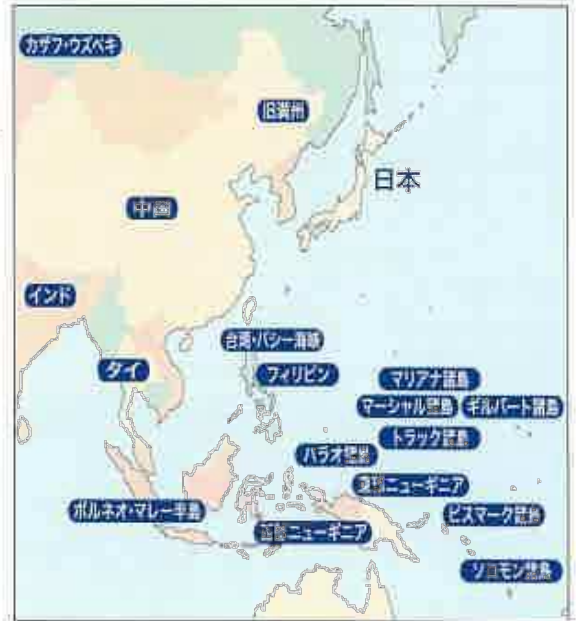 カザフ・ウズベキ
旧満州
日本
中国
インド
台湾・バシー海峡
タイ
フィリピン
マリアナ諸島
マーシャル諸島
ギルバート諸島
トラック諸島
パラオ諸島
東部ニューギニア
ボルネオ・マレー半島
ビスマーク諸島
西部ニューギニア
ソロモン諸島